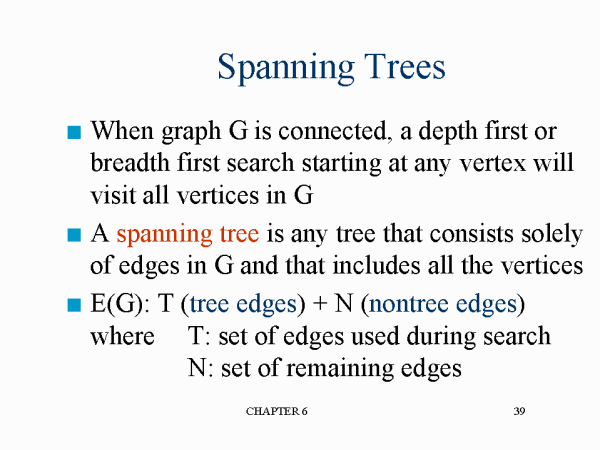 Spanning Trees
When graph G is connected, a depth first or
breadth first search starting at any vertex will
visit all vertices in G
A spanning tree is any tree that consists solely
of edges in G and that includes all the vertices
E(G): T (tree edges) + N (nontree edges)
where T: set of edges used during search
N: set of remaining edges
CHAPTER 6 39